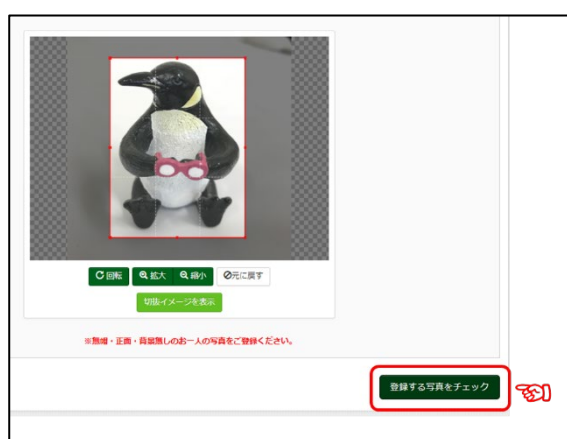 回転 拡大 縮小 元に戻す
切抜イメージを表示
※無帽・正面・背景無しのお一人の写真をご登録ください。
登録する写真をチェック